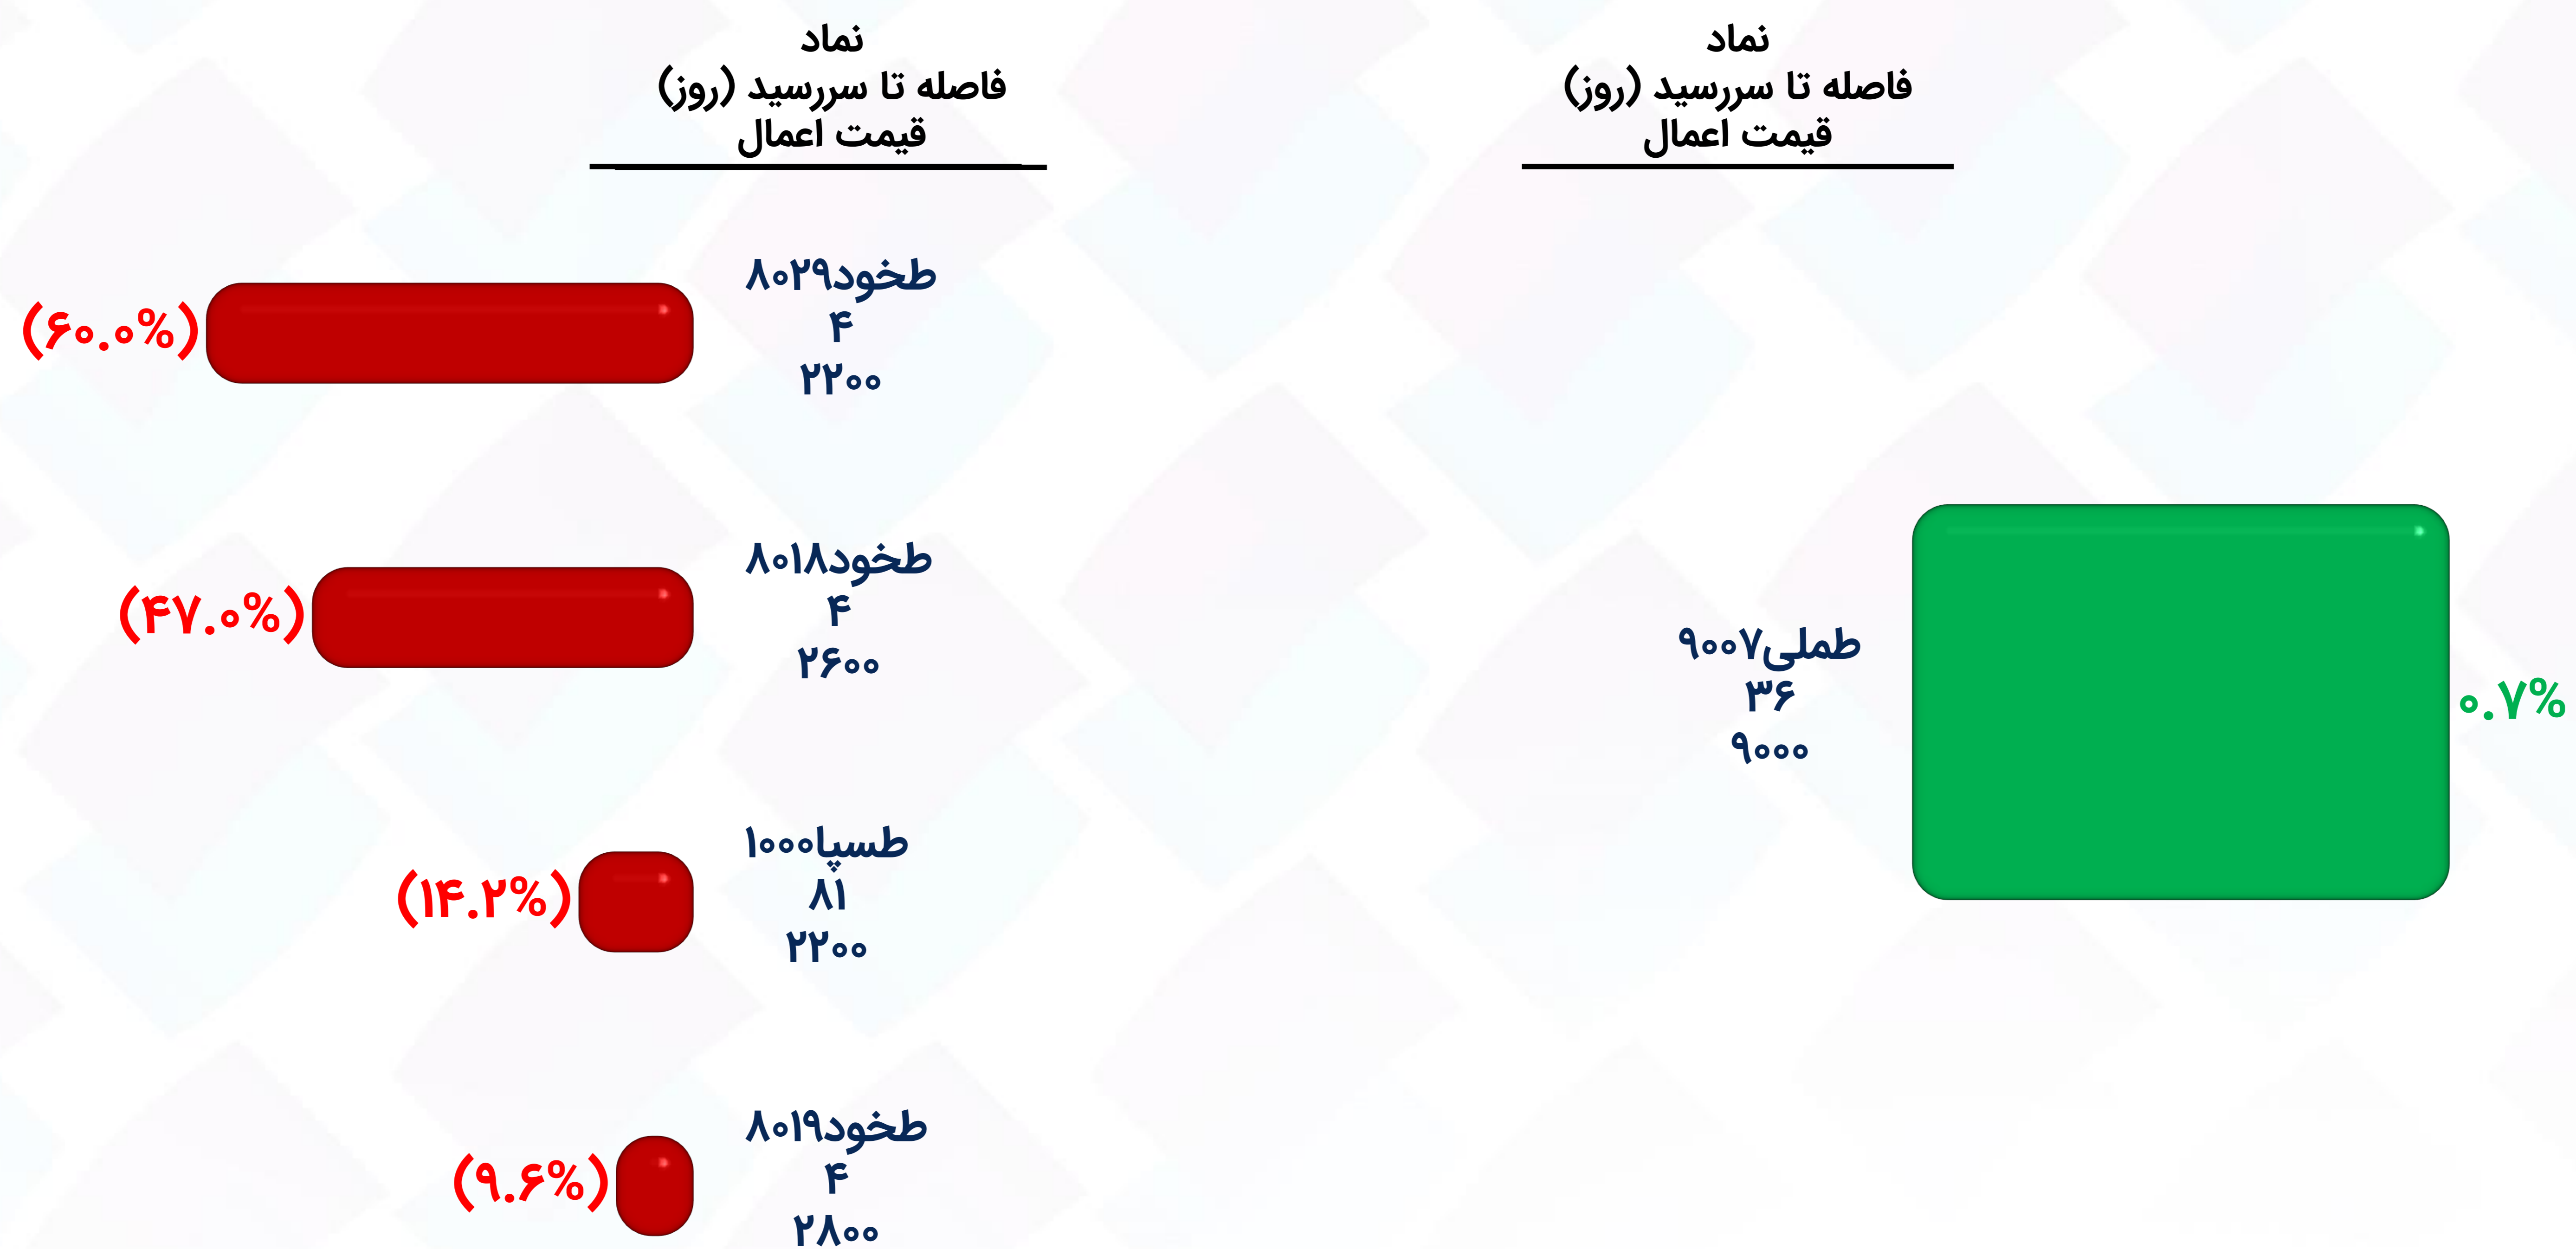 نماد
فاصله تا سررسید (روز)
قیمت اعمال
۹۰۰۷طملی
۳۶
۹۰۰۰
۰.۷%
نماد
فاصله تا سررسید (روز)
قیمت اعمال
طخود۸۰۲۹
۴
۲۲۰۰
(۶۰.۰%)
طخود۸۰۱۸
۴
۲۶۰۰
(۴۷.۰%)
طسپا۱۰۰۰
۸۱
۲۲۰۰
(۱۴.۲%)
طخود۸۰۱۹
۴
۲۸۰۰
(۹.۶%)